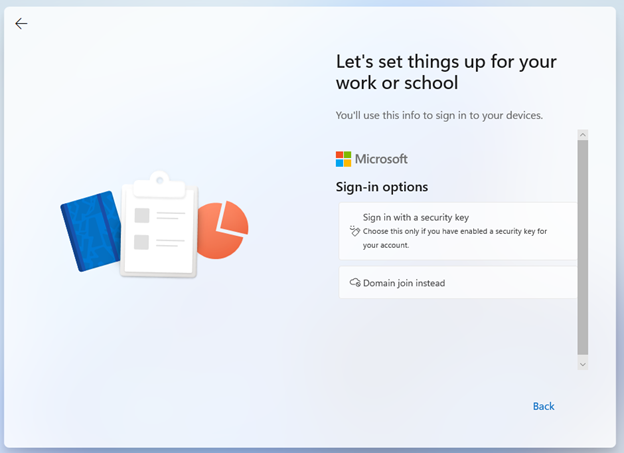 Let's set things up for your
work or school
You'll use this info to sign in to your devices.
Microsoft
Sign-in options
Sign in with a security key
Choose this only if you have enabled a security key for
your account.
Domain join instead
Back